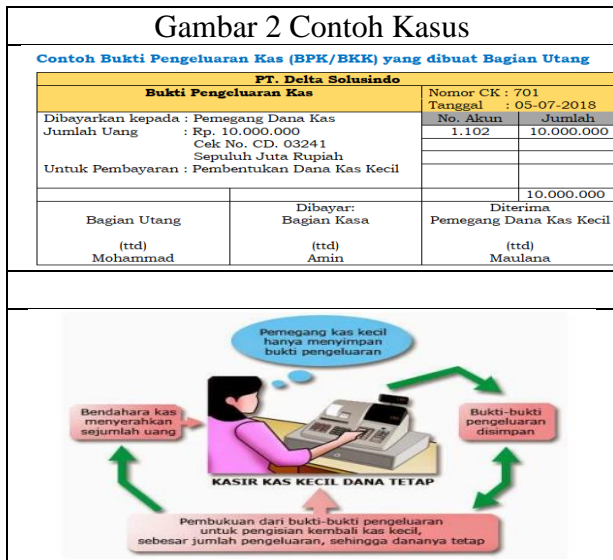 Gambar 2 Contoh Kasus
Contoh Bukti Pengeluaran Kas (BPK/BKK) yang dibuat Bagian Utang
PT. Delta Solusindo
Bukti Pengeluaran Kas
Nomor CK : 701
Tanggal : 05-07-2018
Dibayarkan kepada : Pemegang Dana Kas
No. Akun Jumlah
Jumlah Uang : Rp. 10.000.000
1.102 10.000.000
Cek No. CD. 03241
Sepuluh Juta Rupiah
Untuk Pembayaran : Pembentukan Dana Kas Kecil
10.000.000
Bagian Utang
(ttd)
Mohammad
Dibayar:
Bagian Kasa
(ttd)
Amin
Diterima
Pemegang Dana Kas Kecil
(ttd)
Maulana
Pemegang kas kecil
hanya menyimpan
bukti pengeluaran
Bendahara kas
menyerahkan
sejumlah uang
Bukti-bukti
pengeluaran
disimpan
KASIR KAS KECIL DANA TETAP
Pembukuan dari bukti-bukti pengeluaran
untuk pengisian kembali kas kecil,
sebesar jumlah pengeluaran, sehingga dananya tetap